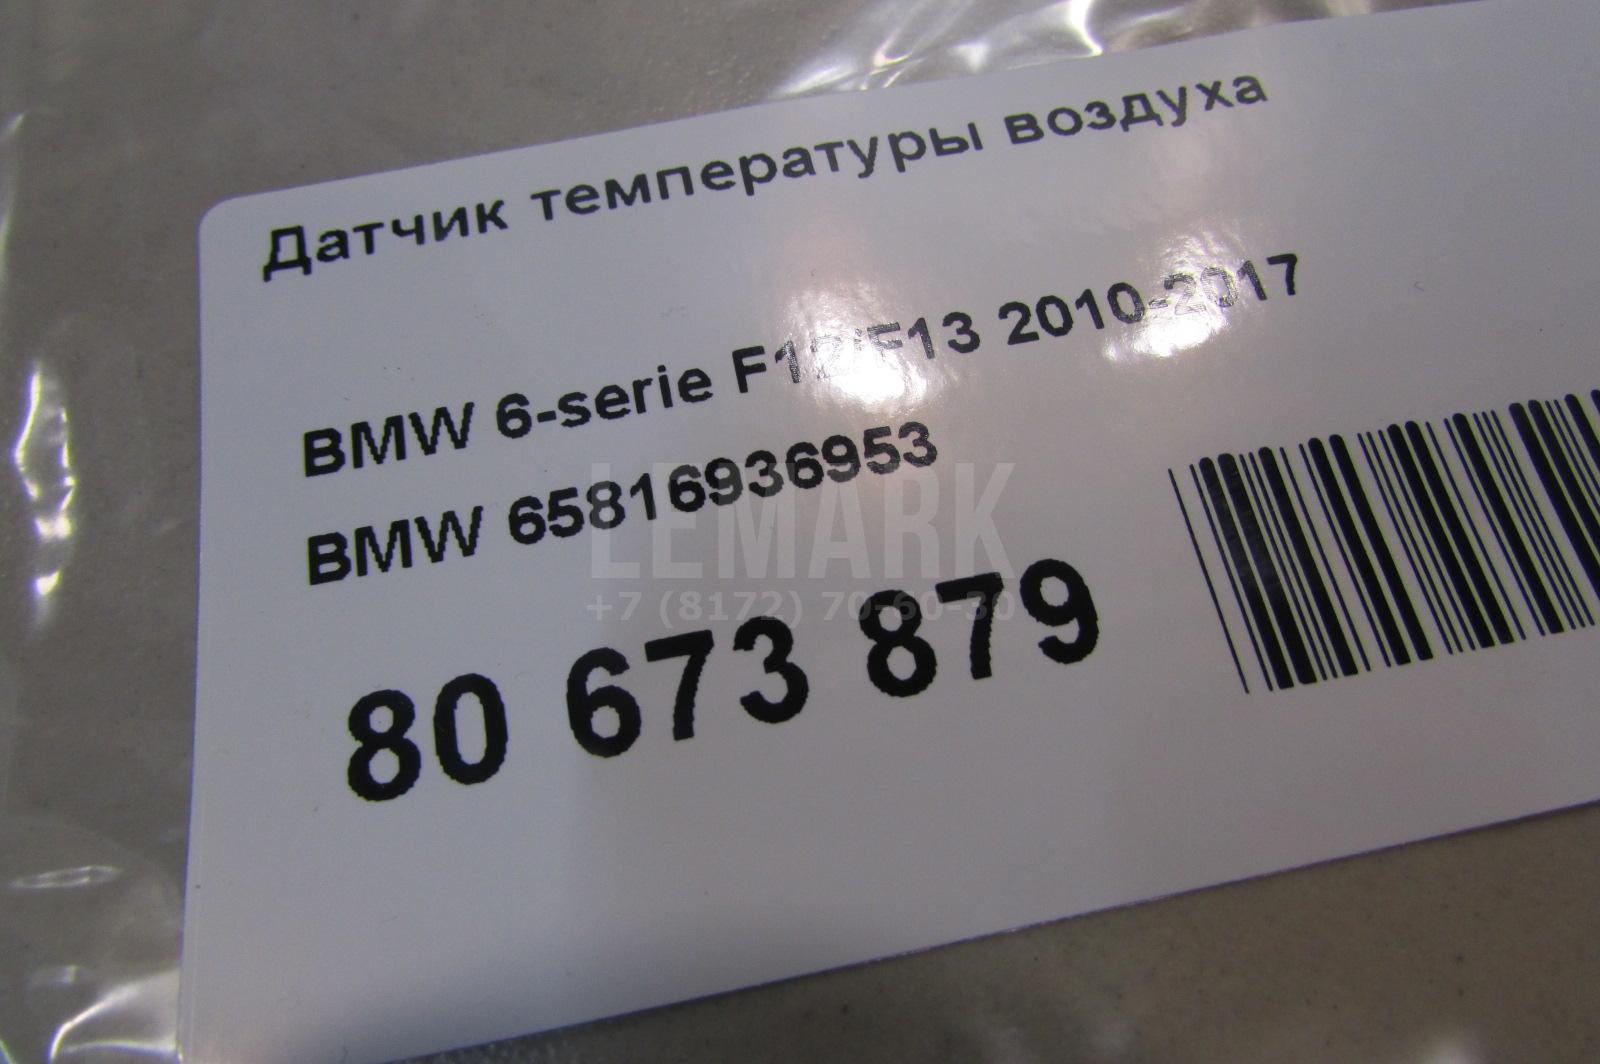 Датчик температуры воздуха
BMW 6-serie F12/F13 2010-2017
BMW 65816936953
LEMARK
+7 (8172) 70-60-30
80 673 879